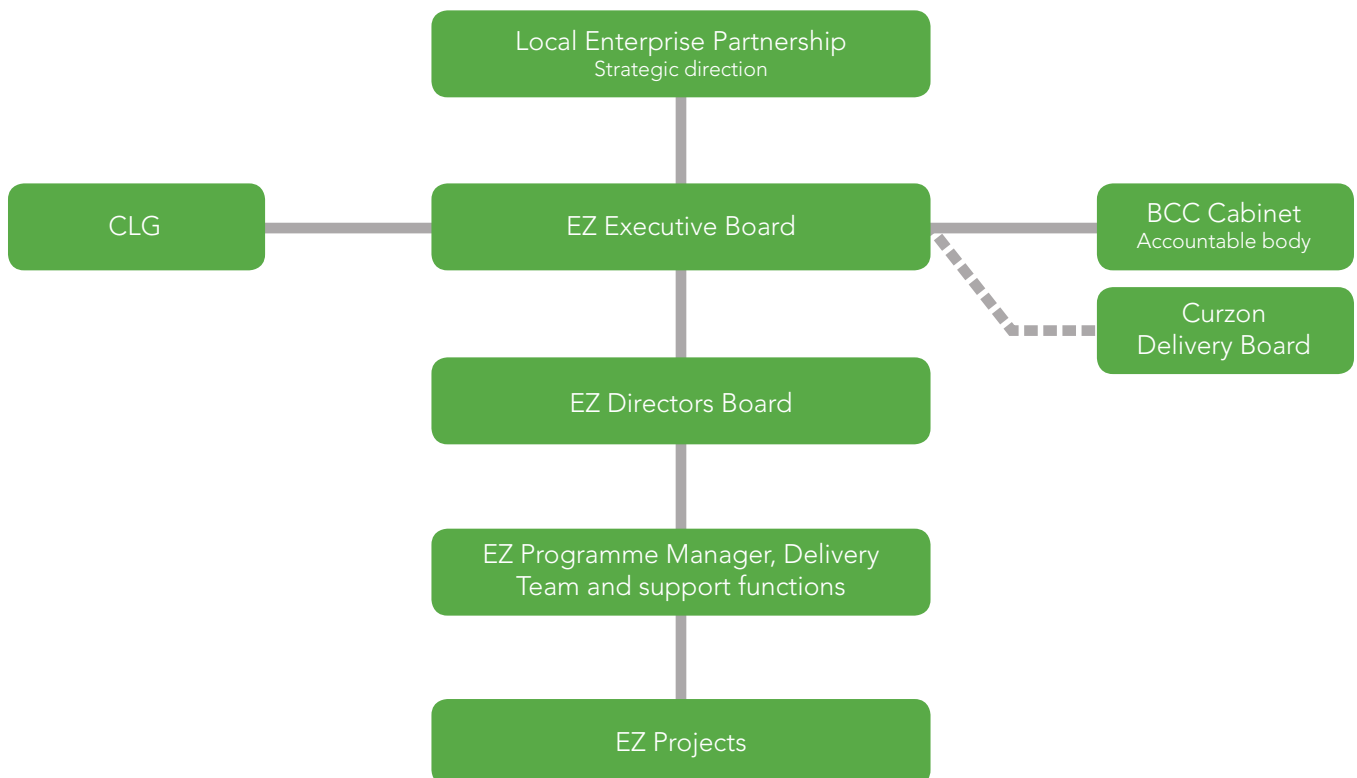 Local Enterprise Partnership
Strategic direction
CLG
EZ Executive Board
BCC Cabinet
Accountable body
Curzon
Delivery Board
EZ Directors Board
EZ Programme Manager, Delivery
Team and support functions
EZ Projects